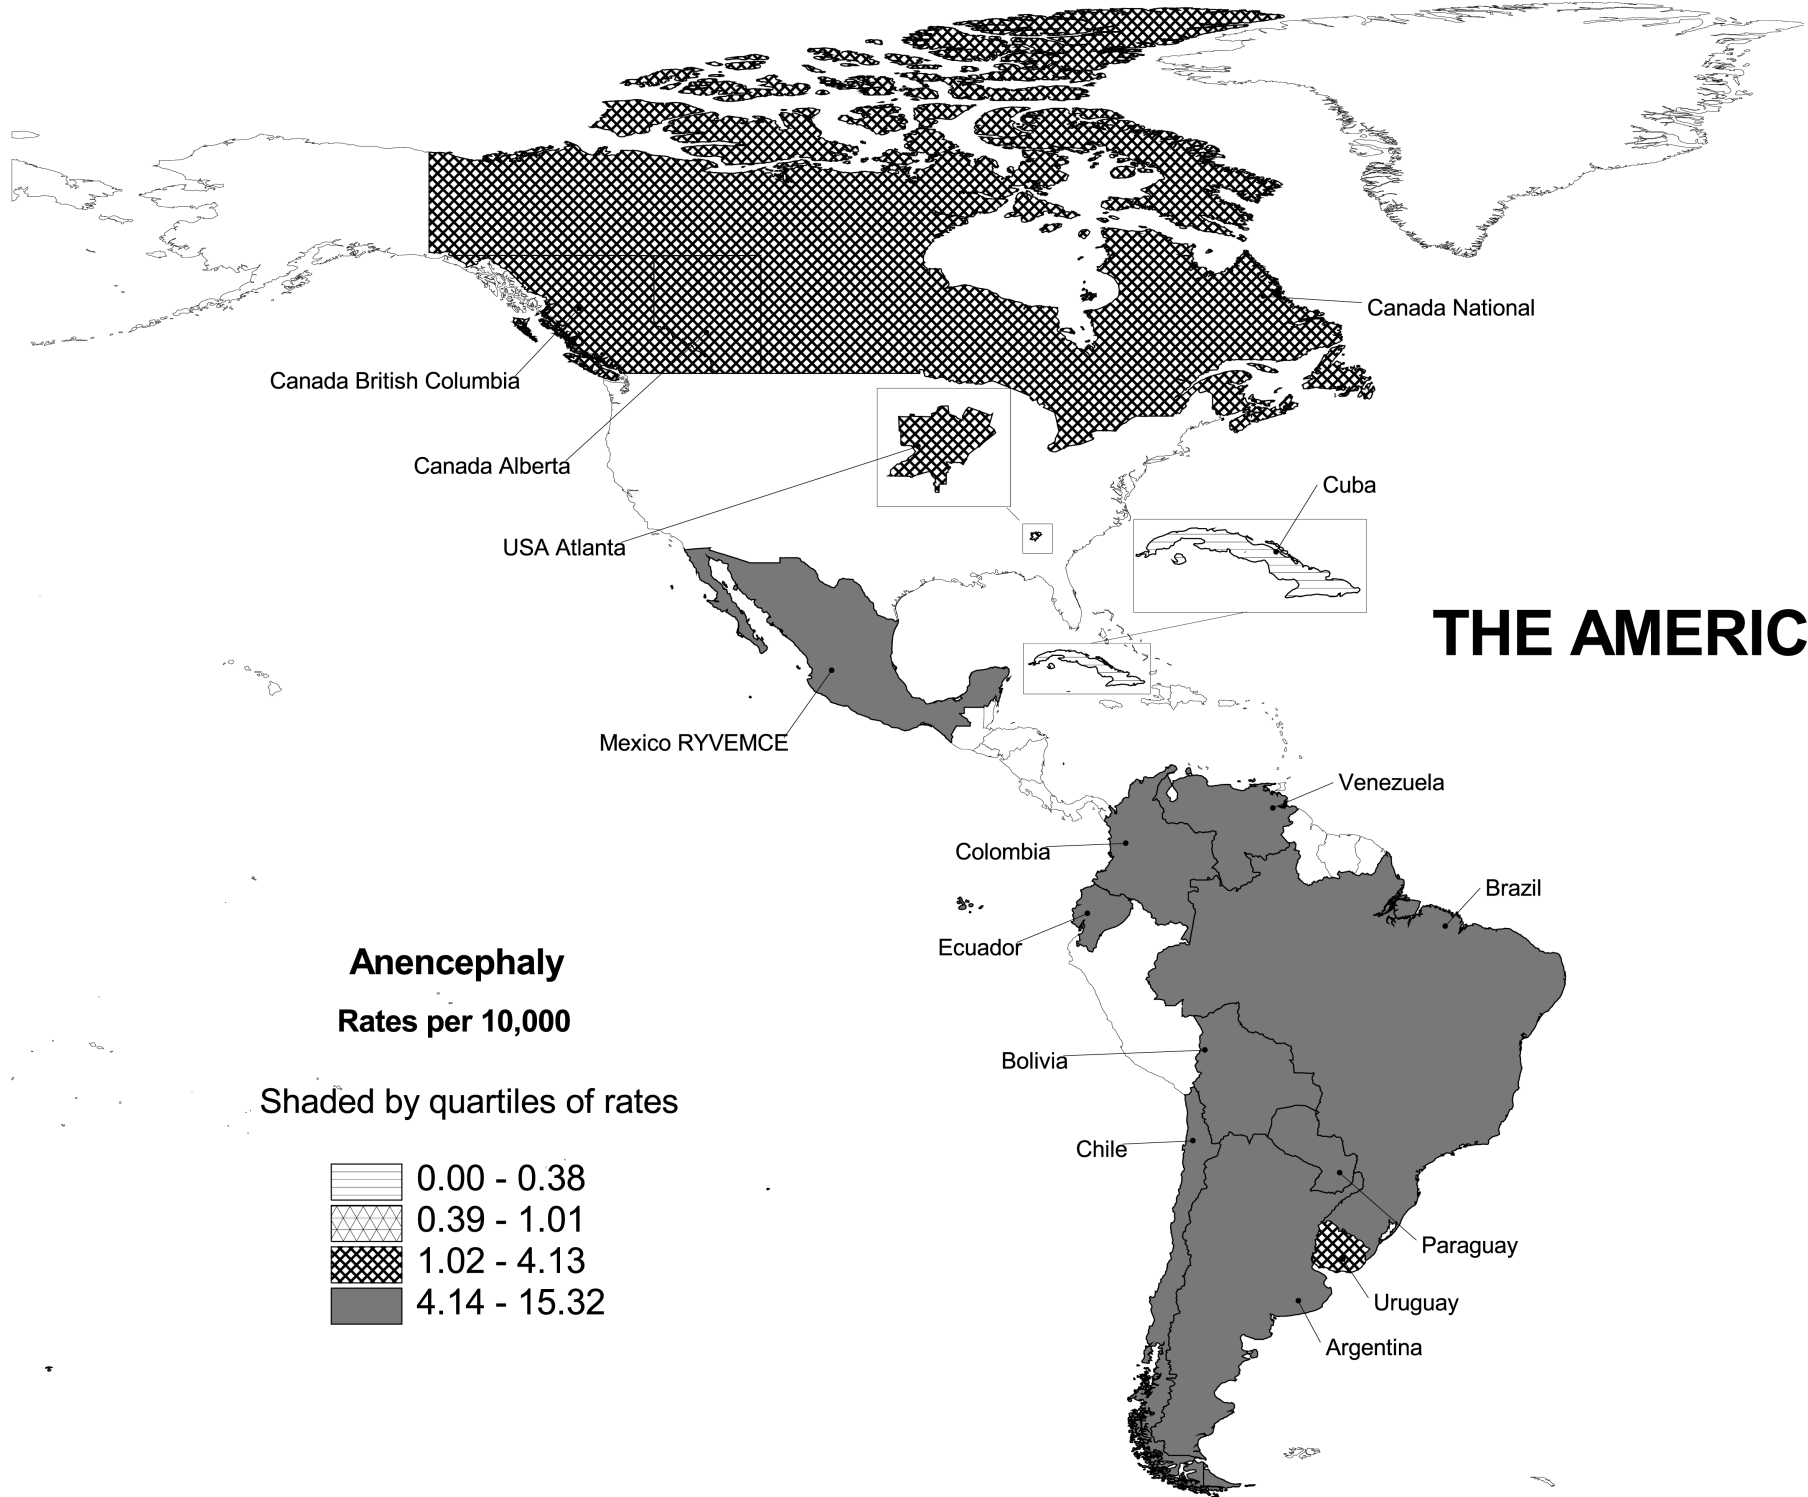 Canada National
Canada British Columbia
Canada Alberta
Cuba
USA Atlanta
THE AMERIC
Mexico RYVEMCE
Venezuela
Colombia
Brazil
Ecuador
Anencephaly
Rates per 10,000
Bolivia
Shaded by quartiles of rates
Chile
0.00 - 0.38
0.39 - 1.01
1.02 - 4.13
4.14 - 15.32
Paraguay
Uruguay
Argentina